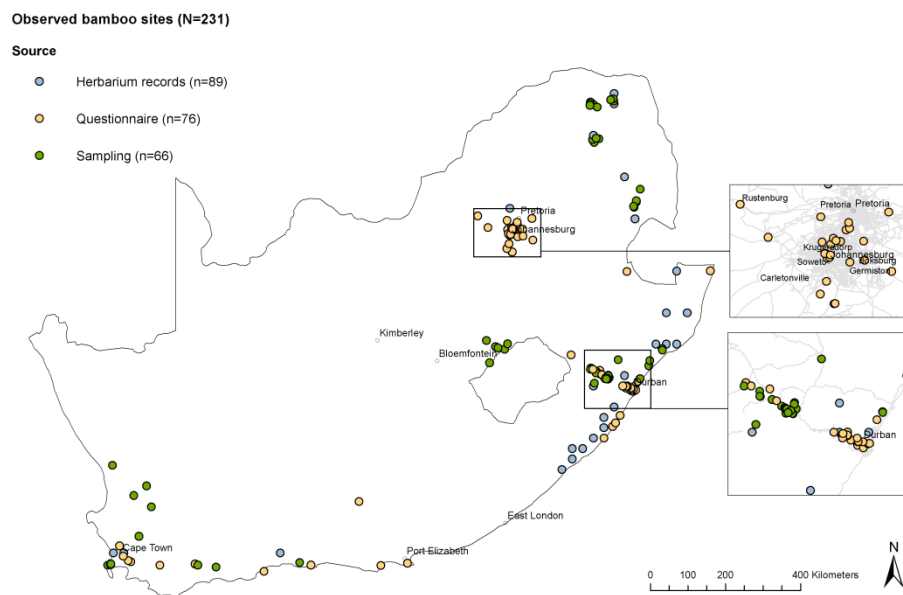 Observed bamboo sites (N=231)
Source
Herbarium records (n=89)
Questionnaire (n=76)
Sampling (n=66)
Pretoria
Johannesburg
Rustenburg
Pretoria Pretoria
Krugersdorp
Johannesburg
Soweto Boksburg
Germiston
Carletonville
Kimberley
Bloemfontein
Durban
Durban
East London
Cape Town
Port Elizabeth
N
0 100 200 400 Kilometers